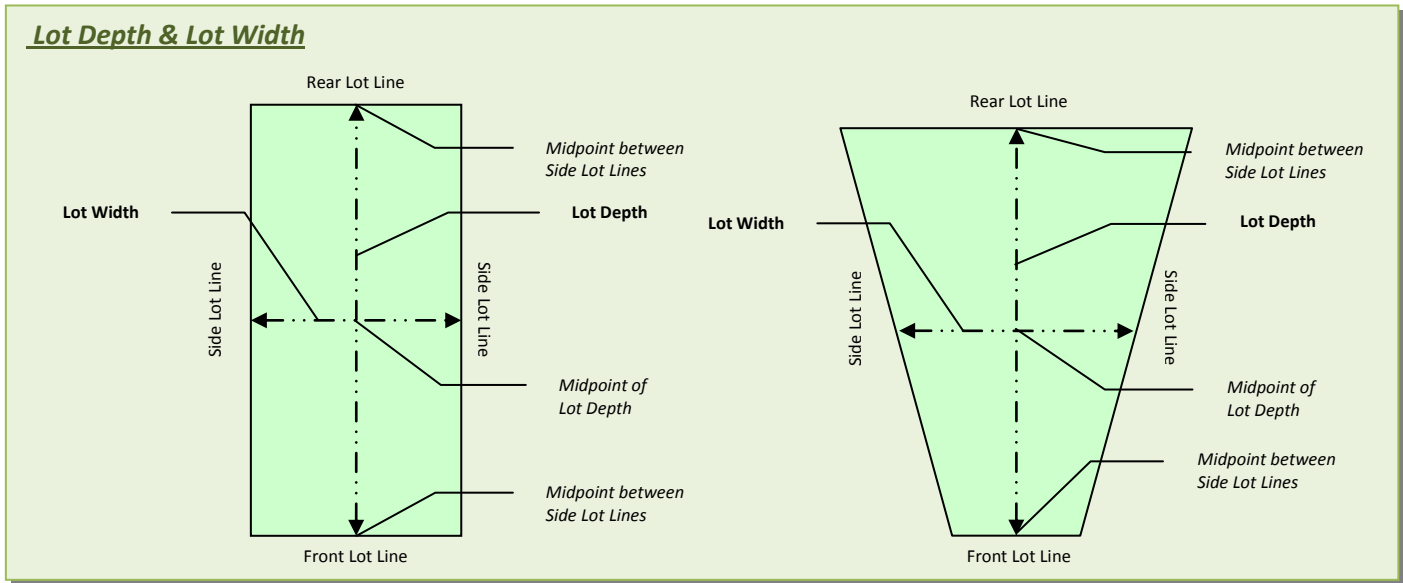 Lot Depth & Lot Width
Rear Lot Line
Midpoint between
Side Lot Lines
Lot Width
Lot Depth
Side Lot Line
Side Lot Line
Midpoint of
Lot Depth
Midpoint between
Side Lot Lines
Front Lot Line
Rear Lot Line
Midpoint between
Side Lot Lines
Lot Width
Lot Depth
Side Lot Line
Side Lot Line
Midpoint of
Lot Depth
Midpoint between
Side Lot Lines
Front Lot Line